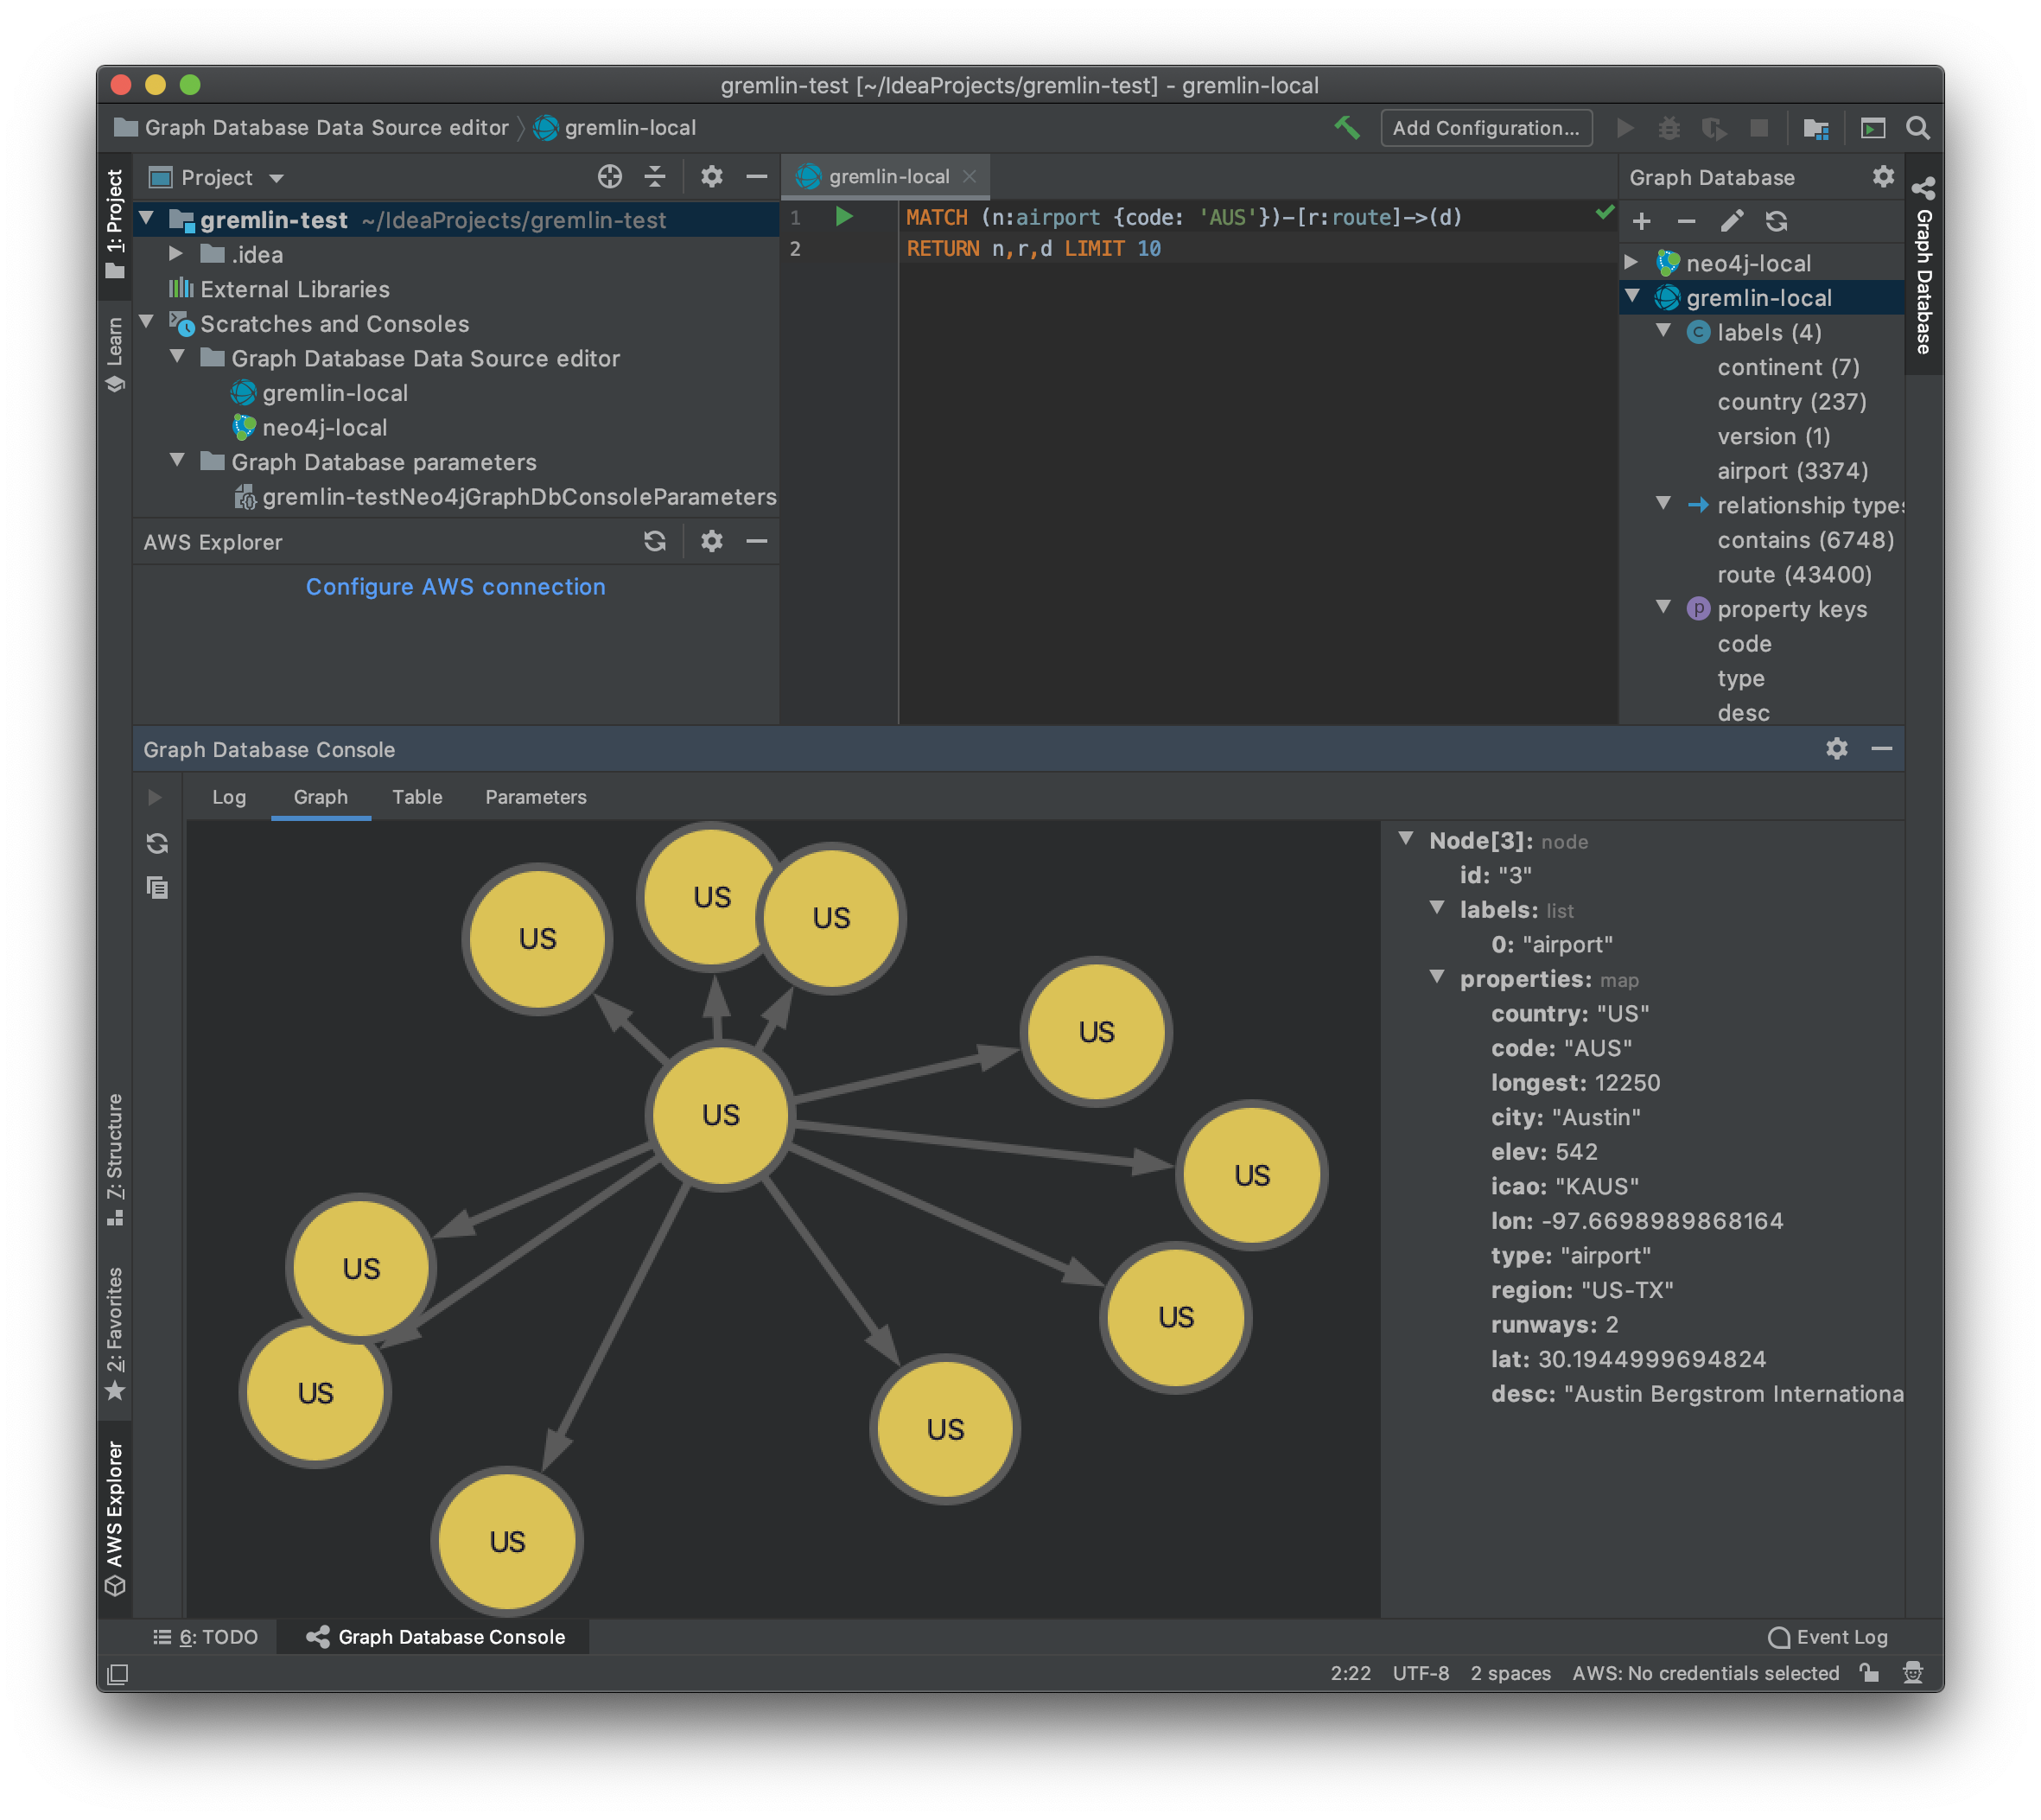 gremlin-test [~/IdeaProjects/gremlin-test] - gremlin-local
Graph Database Data Source editor
gremlin-local
Add Configuration...
1: Project
Learn
Z: Structure
2: Favorites
AWS Explorer
Project
gremlin-test ~/IdeaProjects/gremlin-test
.idea
External Libraries
Scratches and Consoles
Graph Database Data Source editor
gremlin-local
neo4j-local
Graph Database parameters
gremlin-testNeo4jGraphDbConsoleParameters
AWS Explorer
Configure AWS connection
gremlin-local
1 MATCH (n:airport {code: 'AUS'})-[r:route]->(d)
2 RETURN n,r,d LIMIT 10
Graph Database
neo4j-local
gremlin-local
C labels (4)
continent (7)
country (237)
version (1)
airport (3374)
relationship types
contains (6748)
route (43400)
p property keys
code
type
desc
Graph Database
Graph Database Console
Log
Graph
Table
Parameters
US
US
US
US
US
US
US
US
US
US
US
Node[3]: node
id: "3"
labels: list
0: "airport"
properties: map
country: "US"
code: "AUS"
longest: 12250
city: "Austin"
elev: 542
icao: "KAUS"
lon: -97.6698989868164
type: "airport"
region: "US-TX"
runways: 2
lat: 30.1944999694824
desc: "Austin Bergstrom Internationa
6: TODO
Graph Database Console
Event Log
2:22
UTF-8
2 spaces
AWS: No credentials selected